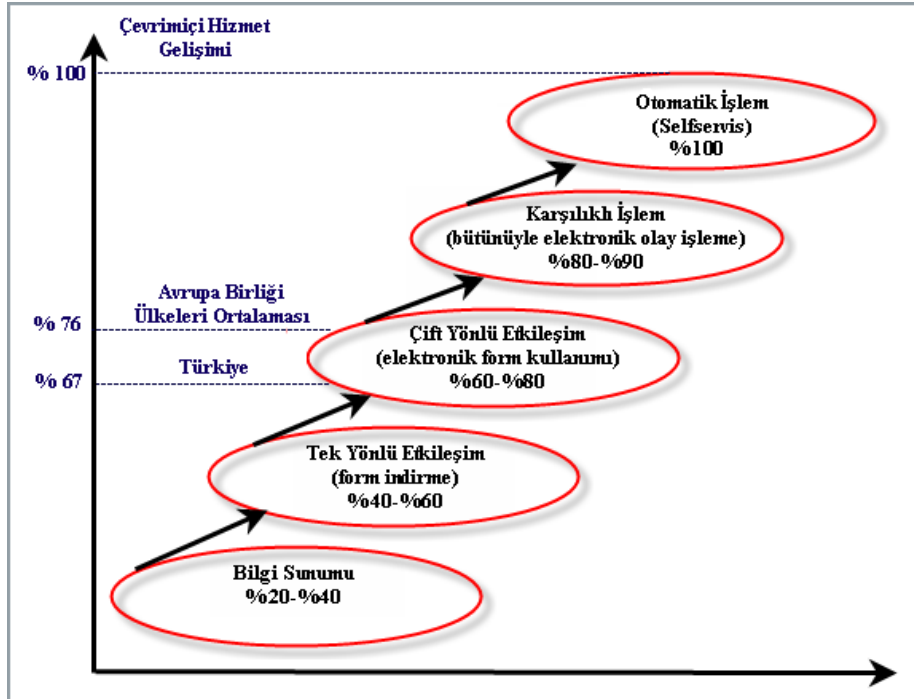 Çevrimiçi Hizmet
Gelişimi
% 100
Otomatik İşlem
(Selfservis)
%100
Karşılıklı İşlem
(bütünüyle elektronik olay işleme)
%80-%90
Avrupa Birliği
Ülkeleri Ortalaması
% 76
Çift Yönlü Etkileşim
(elektronik form kullanımı)
%60-%80
Türkiye
% 67
Tek Yönlü Etkileşim
(form indirme)
%40-%60
Bilgi Sunumu
%20-%40